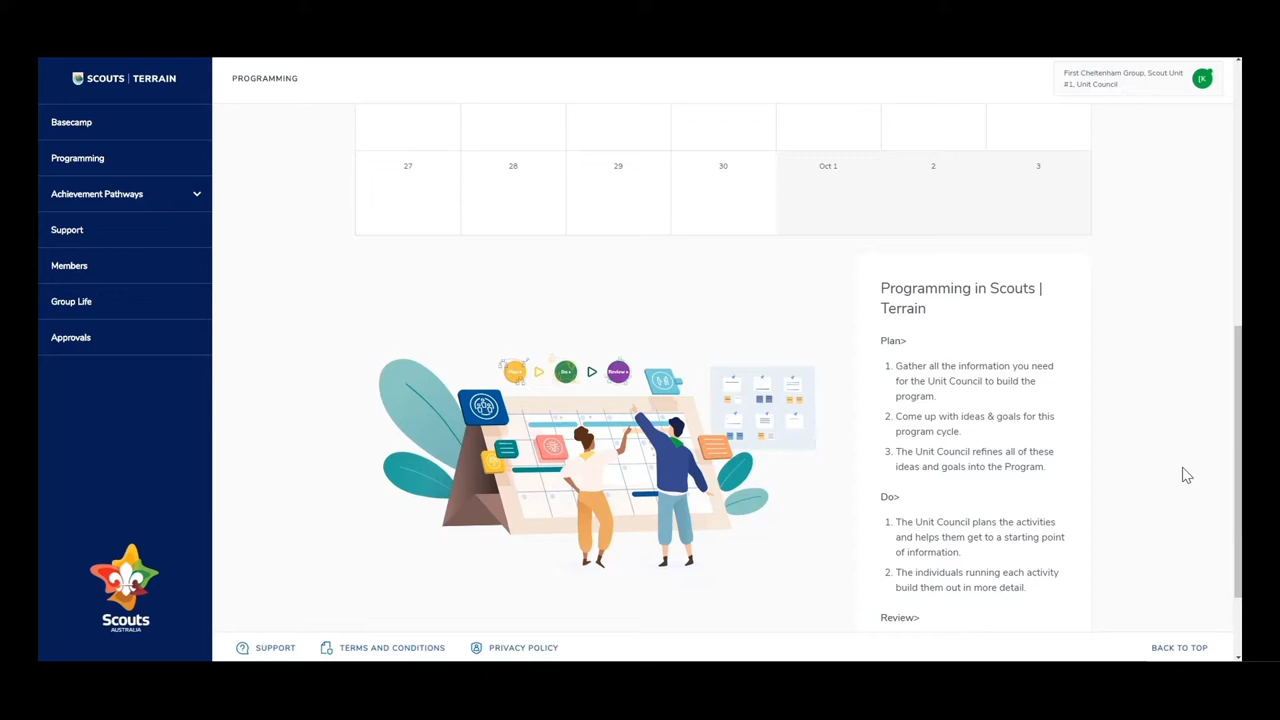 SCOUTS | TERRAIN
PROGRAMMING
First Cheltenham Group, Scout Unit
#1, Unit Council
[K
Basecamp
Programming
Achievement Pathways
Support
Members
Group Life
Approvals
Scouts
AUSTRALIA
27 28 29 30 Oct 1 2 3
Plan> Do> Review>
Programming in Scouts |
Terrain
Plan>
1. Gather all the information you need
for the Unit Council to build the
program.
2. Come up with ideas & goals for this
program cycle.
3. The Unit Council refines all of these
ideas and goals into the Program.
Do>
1. The Unit Council plans the activities
and helps them get to a starting point
of information.
2. The individuals running each activity
build them out in more detail.
Review>
SUPPORT
TERMS AND CONDITIONS
PRIVACY POLICY
BACK TO TOP